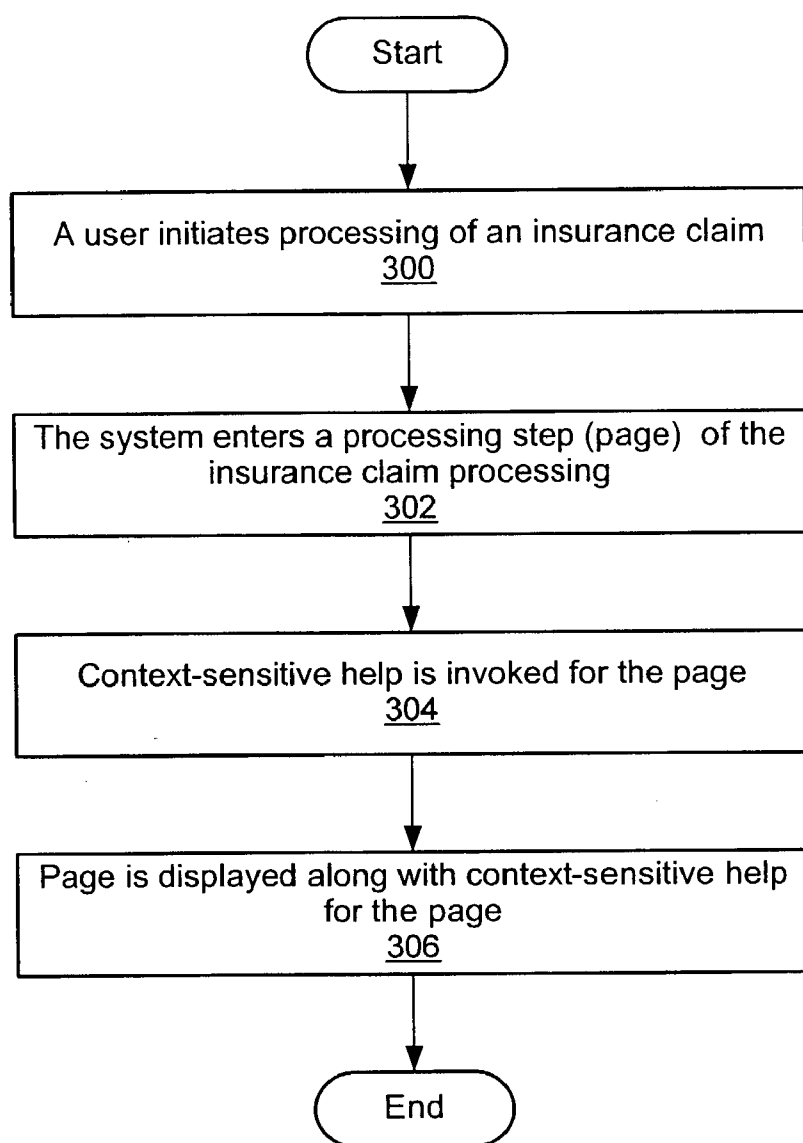 Start
A user initiates processing of an insurance claim
300
The system enters a processing step (page) of the
insurance claim processing
302
Context-sensitive help is invoked for the page
304
Page is displayed along with context-sensitive help
for the page
306
End